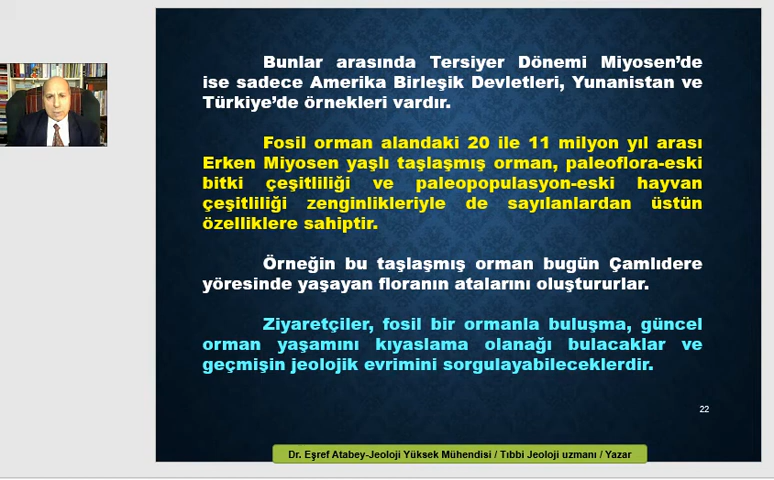 Bunlar arasında Tersiyer Dönemi Miyosen’de
ise sadece Amerika Birleşik Devletleri, Yunanistan ve
Türkiye’de örnekleri vardır.
Fosil orman alandaki 20 ile 11 milyon yıl arası
Erken Miyosen yaşlı taşlaşmış orman, paleoflora-eski
bitki çeşitliliği ve paleopopulasyon-eski hayvan
çeşitliliği zenginlikleriyle de sayılanlardan üstün
özelliklere sahiptir.
Örneğin bu taşlaşmış orman bugün Çamlıdere
yöresinde yaşayan floranın atalarını oluştururlar.
Ziyaretçiler, fosil bir ormanla buluşma, güncel
orman yaşamını kıyaslama olanağı bulacaklar ve
geçmişin jeolojik evrimini sorgulayabileceklerdir.
22
Dr. Eşref Atabey-Jeoloji Yüksek Mühendisi / Tıbbi Jeoloji uzmanı / Yazar